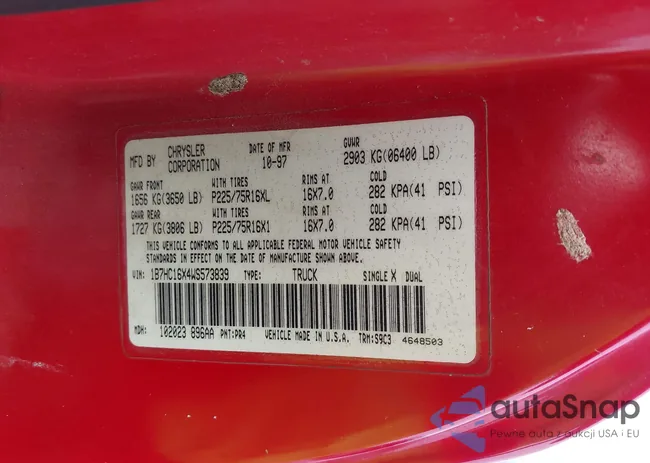 MFD BY CHRYSLER CORPORATION DATE OF MFR 10-97 GVWR 2903 KG(06400 LB)
GAWR FRONT WITH TIRES RIMS AT COLD
1656 KG(3650 LB) P225/75R16XL 16X7.0 282 KPA(41 PSI)
GAWR REAR WITH TIRES RIMS AT COLD
1727 KG(3806 LB) P225/75R16X1 16X7.0 282 KPA(41 PSI)
THIS VEHICLE CONFORMS TO ALL APPLICABLE FEDERAL MOTOR VEHICLE SAFETY
STANDARDS IN EFFECT ON THE DATE OF MANUFACTURE SHOWN ABOVE.
VIN: 1B7HC16X4WS573839 TYPE: TRUCK SINGLE X DUAL
MDH: 102023 896AA PNT:PR4 VEHICLE MADE IN U.S.A. TRM:S9C3 4648503
autaSnap
Pewne auta z aukcji USA i EU